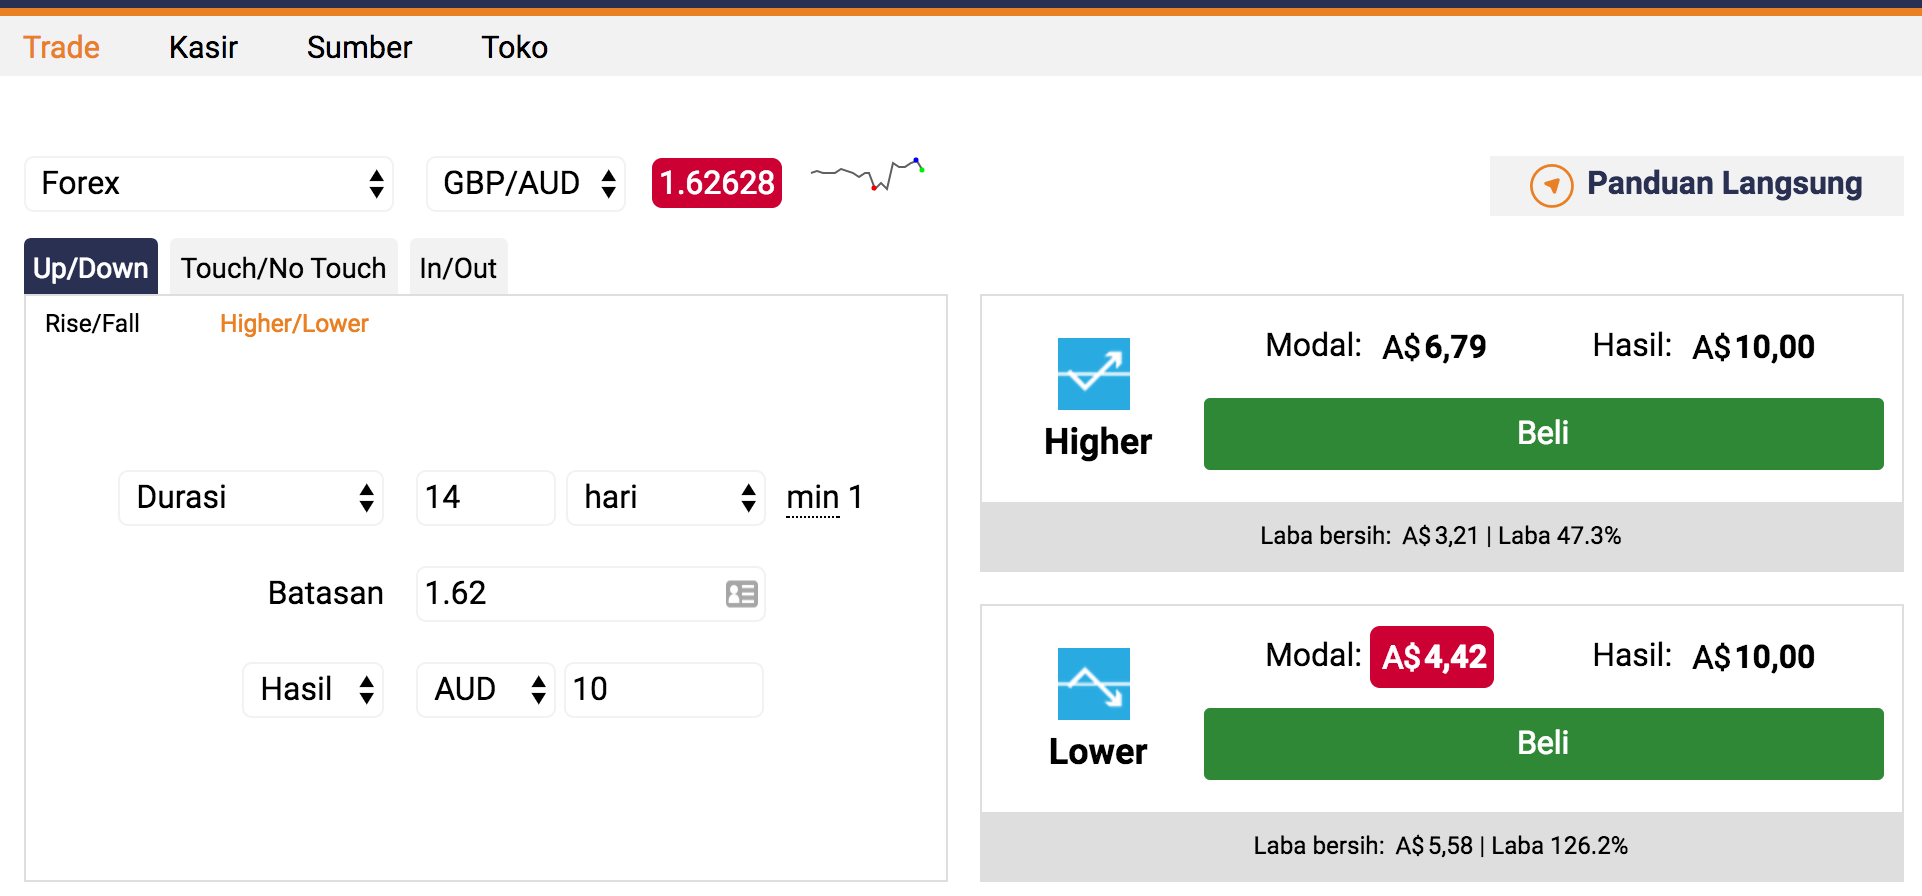 Trade Kasir Sumber Toko
Forex GBP/AUD 1.62628 Panduan Langsung
Up/Down Touch/No Touch In/Out
Rise/Fall Higher/Lower
Durasi 14 hari min 1
Batasan 1.62
Hasil AUD 10
Modal: A$6,79 Hasil: A$10,00
Higher
Beli
Laba bersih: A$3,21 | Laba 47.3%
Modal: A$4,42 Hasil: A$10,00
Lower
Beli
Laba bersih: A$5,58 | Laba 126.2%